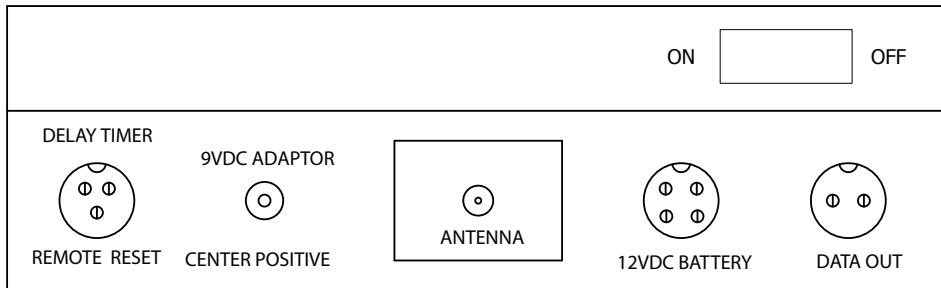 ON OFF
DELAY TIMER
9VDC ADAPTOR
REMOTE RESET
CENTER POSITIVE
ANTENNA
12VDC BATTERY
DATA OUT